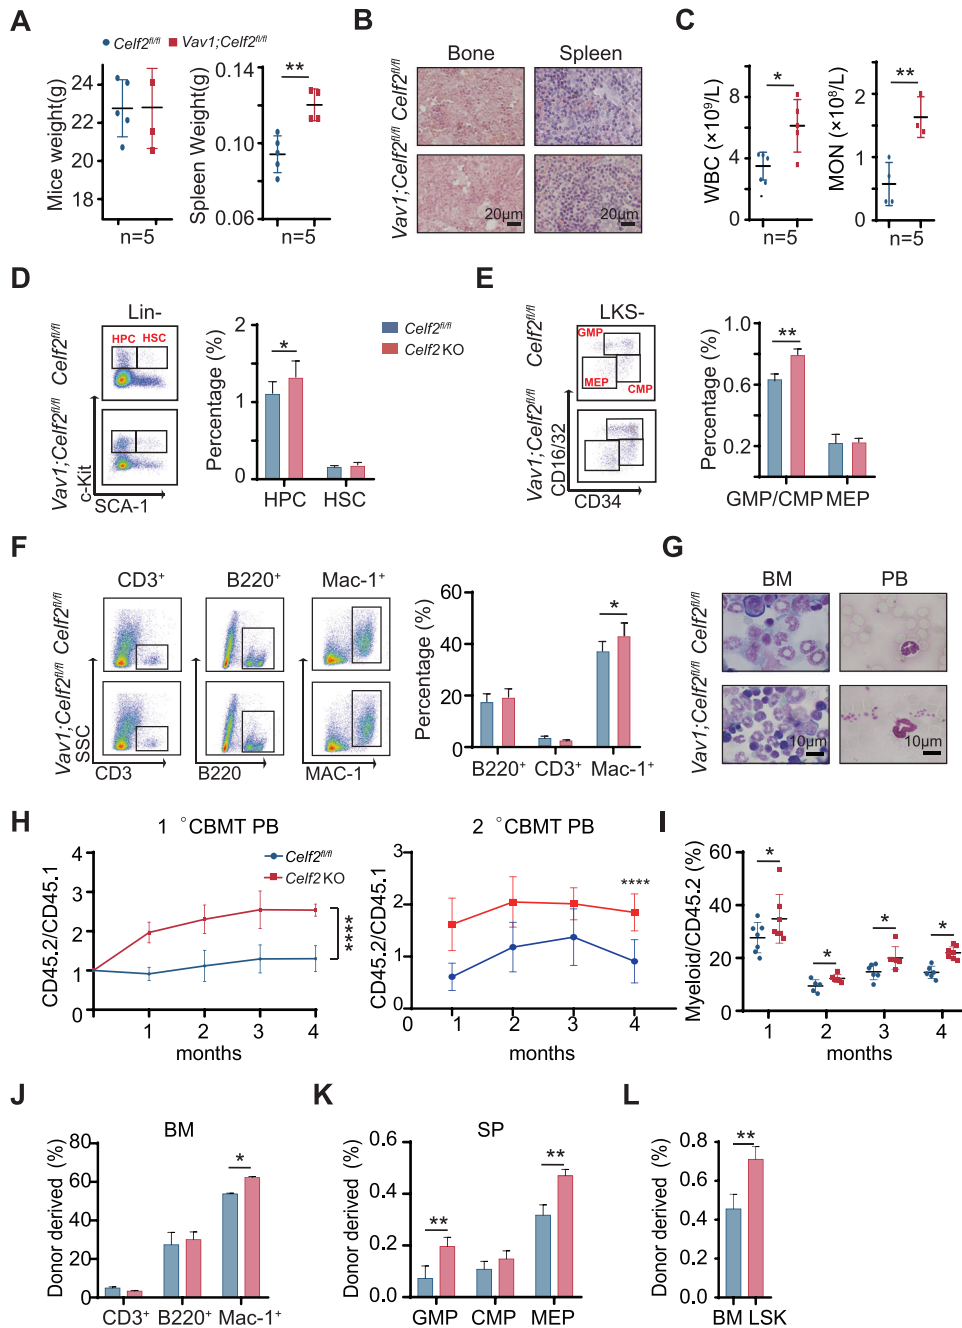 A
Celf2fl/fl Vav1;Celf2fl/fl
Mice weight(g)
24
22
20
18
n=5
Spleen Weight(g)
0.14
0.10
0.06
**
n=5
B
Bone Spleen
Celf2fl/fl
Vav1;Celf2fl/fl
20µm 20µm
C
WBC (×10⁹/L)
8
4
0
*
n=5
MON (×10⁸/L)
2
1
0
**
n=5
D
Lin-
Celf2fl/fl
Vav1;Celf2fl/fl
HPC HSC
c-Kit
SCA-1
Percentage (%)
2
1
0
*
HPC HSC
Celf2fl/fl
Celf2 KO
E
LKS-
Celf2fl/fl
Vav1;Celf2fl/fl
GMP
MEP
CMP
CD16/32
CD34
Percentage (%)
1.0
0.6
0.2
**
GMP/CMP MEP
F
CD3⁺ B220⁺ Mac-1⁺
Celf2fl/fl
Vav1;Celf2fl/fl
SSC
CD3 B220 MAC-1
Percentage (%)
60
40
20
0
*
B220⁺ CD3⁺ Mac-1⁺
G
BM PB
Celf2fl/fl
Vav1;Celf2fl/fl
10µm 10µm
H
1 °CBMT PB
Celf2fl/fl
Celf2 KO
CD45.2/CD45.1
3
2
1
0
****
1 2 3 4
months
2 °CBMT PB
CD45.2/CD45.1
3
2
1
0
0
****
1 2 3 4
months
I
Myeloid/CD45.2 (%)
60
40
20
0
* * * *
1 2 3 4
months
J
BM
Donor derived (%)
80
60
40
20
0
*
CD3⁺ B220⁺ Mac-1⁺
K
SP
Donor derived (%)
0.6
0.4
0.2
0.0
** **
GMP CMP MEP
L
Donor derived (%)
0.8
0.6
0.4
0.2
0.0
**
BM LSK